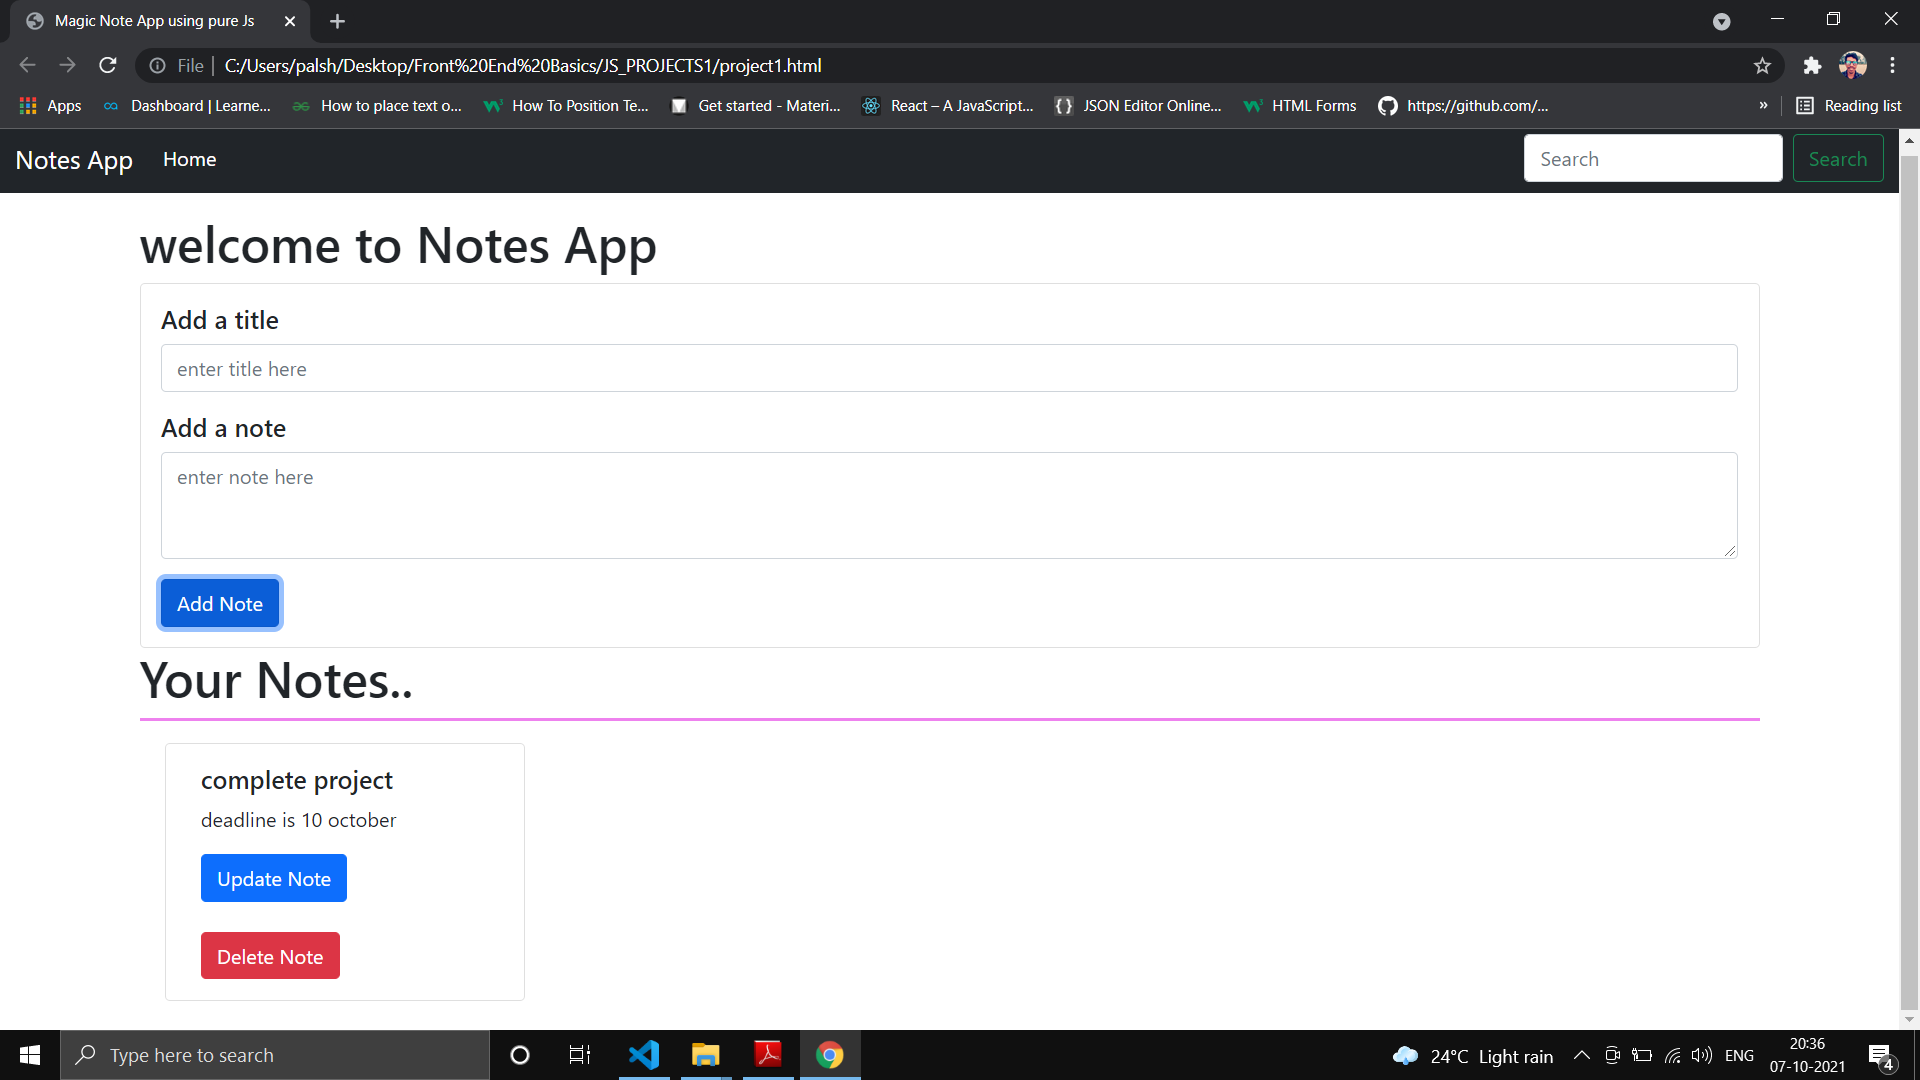 Magic Note App using pure Js
File | C:/Users/palsh/Desktop/Front%20End%20Basics/JS_PROJECTS1/project1.html
Apps Dashboard | Learne... How to place text o... How To Position Te... Get started - Materi... React – A JavaScript... JSON Editor Online... HTML Forms https://github.com/... » Reading list
Notes App Home Search Search
welcome to Notes App
Add a title
enter title here
Add a note
enter note here
Add Note
Your Notes..
complete project
deadline is 10 october
Update Note
Delete Note
Type here to search 24°C Light rain ENG 20:36
07-10-2021 4